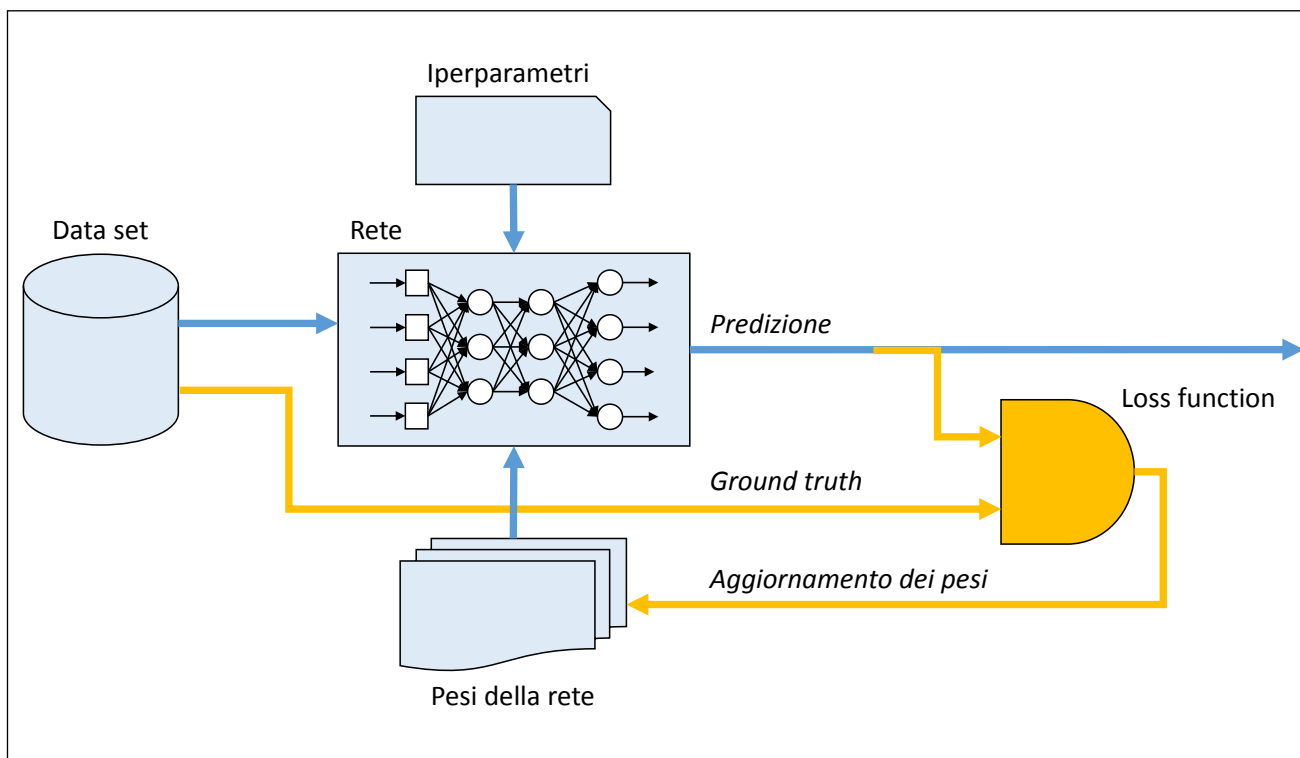 Iperparametri
Data set
Rete
Predizione
Loss function
Ground truth
Aggiornamento dei pesi
Pesi della rete